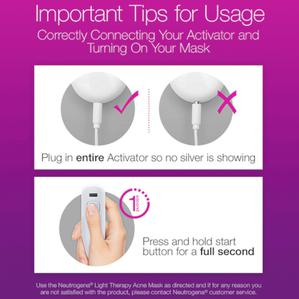 Important Tips for Usage
Correctly Connecting Your Activator and
Turning On Your Mask
Plug in entire Activator so no silver is showing
1
second
Press and hold start
button for a full second
Use the Neutrogena® Light Therapy Acne Mask as directed and if for any reason you
are not satisfied with the product, please contact Neutrogena® customer service.